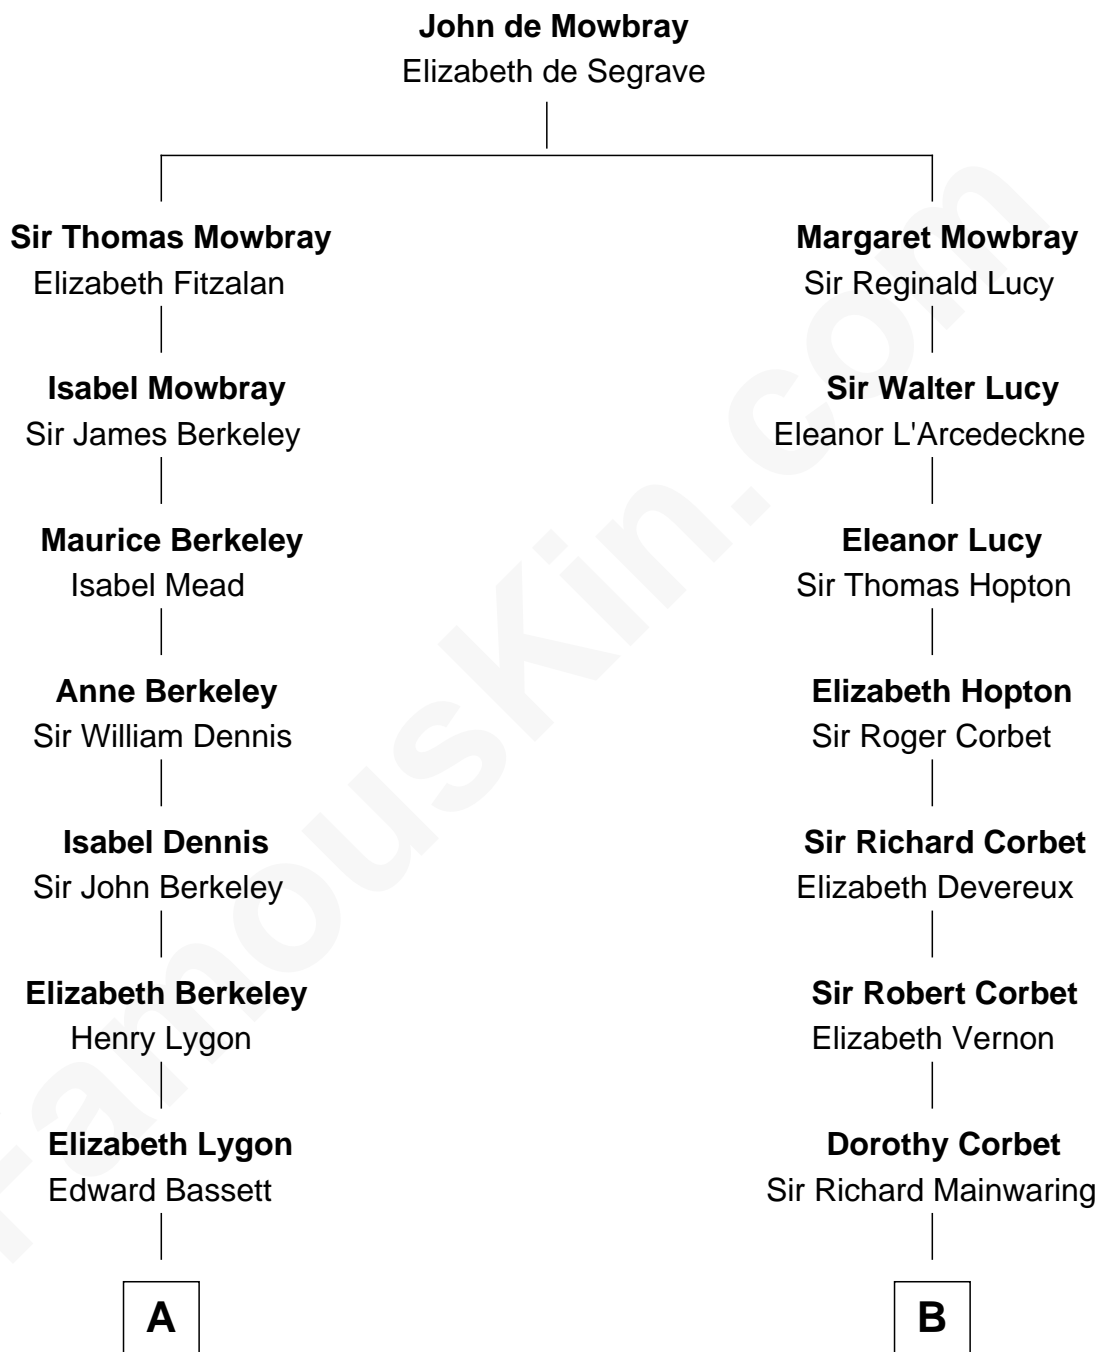 John de Mowbray
Elizabeth de Segrave
Sir Thomas Mowbray
Elizabeth Fitzalan
Margaret Mowbray
Sir Reginald Lucy
Isabel Mowbray
Sir James Berkeley
Sir Walter Lucy
Eleanor L'Arcedeckne
Maurice Berkeley
Isabel Mead
Eleanor Lucy
Sir Thomas Hopton
Anne Berkeley
Sir William Dennis
Elizabeth Hopton
Sir Roger Corbet
Isabel Dennis
Sir John Berkeley
Sir Richard Corbet
Elizabeth Devereux
Elizabeth Berkeley
Henry Lygon
Sir Robert Corbet
Elizabeth Vernon
Elizabeth Lygon
Edward Bassett
Dorothy Corbet
Sir Richard Mainwaring
A
B
FamousKin.com